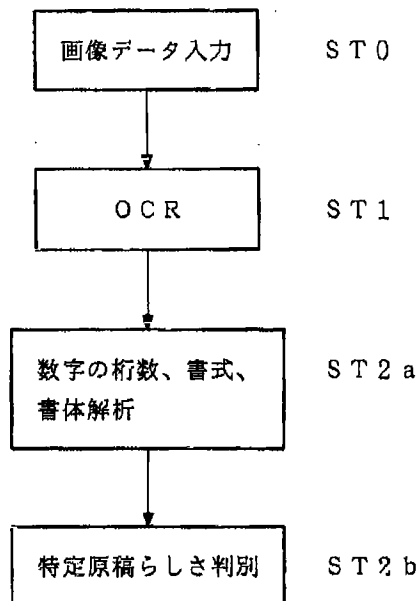 画像データ入力 ST0
OCR ST1
数字の桁数、書式、 ST2a
書体解析
特定原稿らしさ判別 ST2b